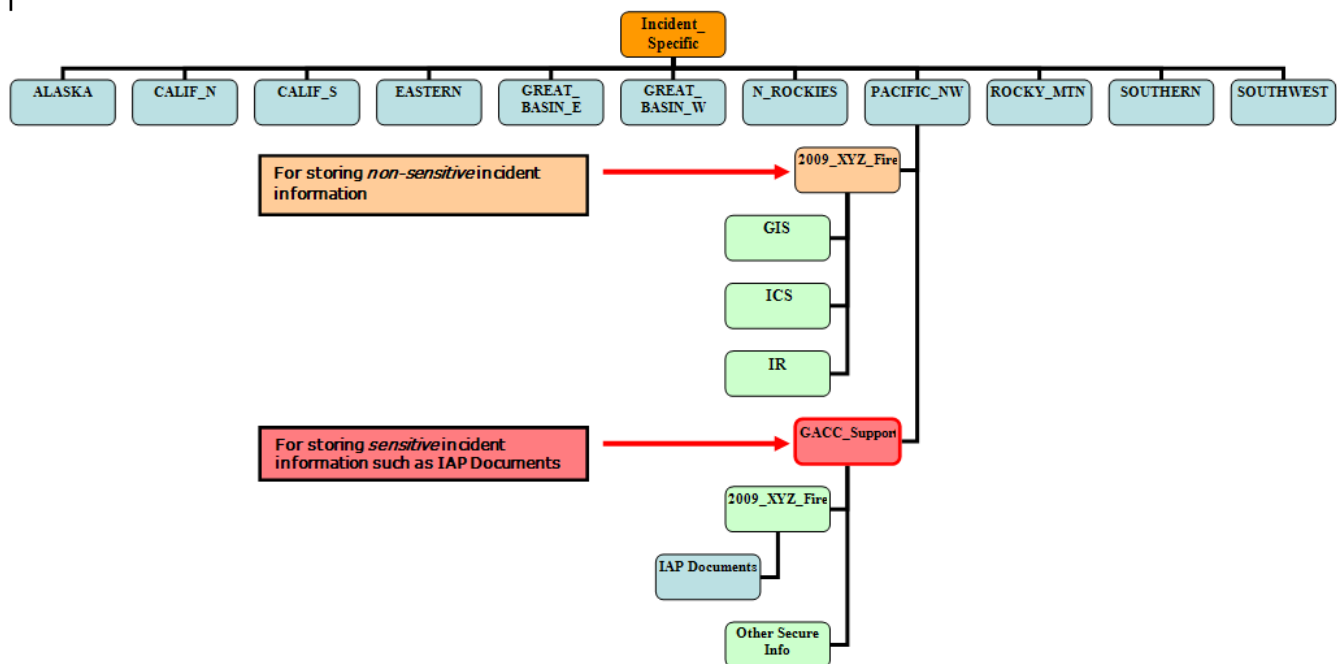 Incident_
Specific
ALASKA
CALIF_N
CALIF_S
EASTERN
GREAT_
BASIN_E
GREAT_
BASIN_W
N_ROCKIES
PACIFIC_NW
ROCKY_MTN
SOUTHERN
SOUTHWEST
For storing non-sensitive incident
information
2009_XYZ_Fire
GIS
ICS
IR
For storing sensitive incident
information such as IAP Documents
GACC_Support
2009_XYZ_Fire
IAP Documents
Other Secure
Info